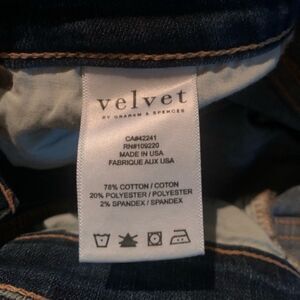 velvet
BY GRAHAM & SPENCER
CA#42241
RN#109220
MADE IN USA
FABRIQUE AUX USA
78% COTTON / COTON
20% POLYESTER / POLYESTER
2% SPANDEX / SPANDEX